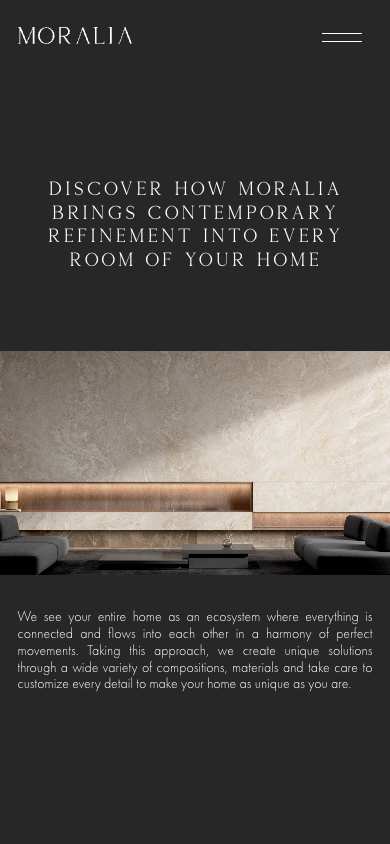 MORALIA
DISCOVER HOW MORALIA
BRINGS CONTEMPORARY
REFINEMENT INTO EVERY
ROOM OF YOUR HOME
We see your entire home as an ecosystem where everything is
connected and flows into each other in a harmony of perfect
movements. Taking this approach, we create unique solutions
through a wide variety of compositions, materials and take care to
customize every detail to make your home as unique as you are.